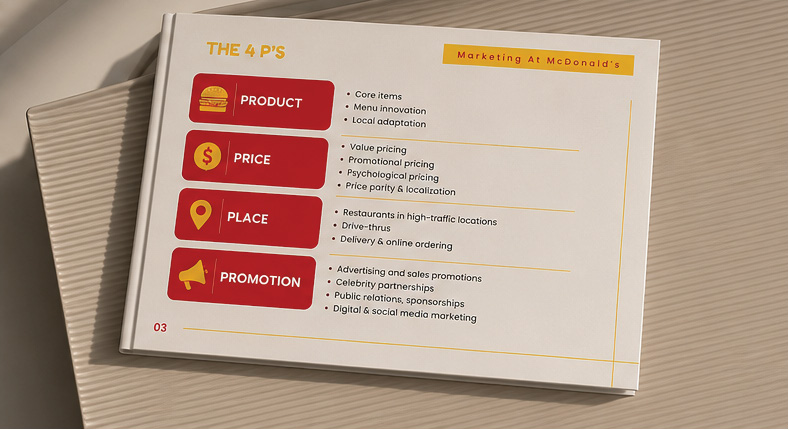 THE 4 P'S
Marketing At McDonald's
PRODUCT
• Core items
• Menu innovation
• Local adaptation
PRICE
• Value pricing
• Promotional pricing
• Psychological pricing
• Price parity & localization
PLACE
• Restaurants in high-traffic locations
• Drive-thrus
• Delivery & online ordering
PROMOTION
• Advertising and sales promotions
• Celebrity partnerships
• Public relations, sponsorships
• Digital & social media marketing
03